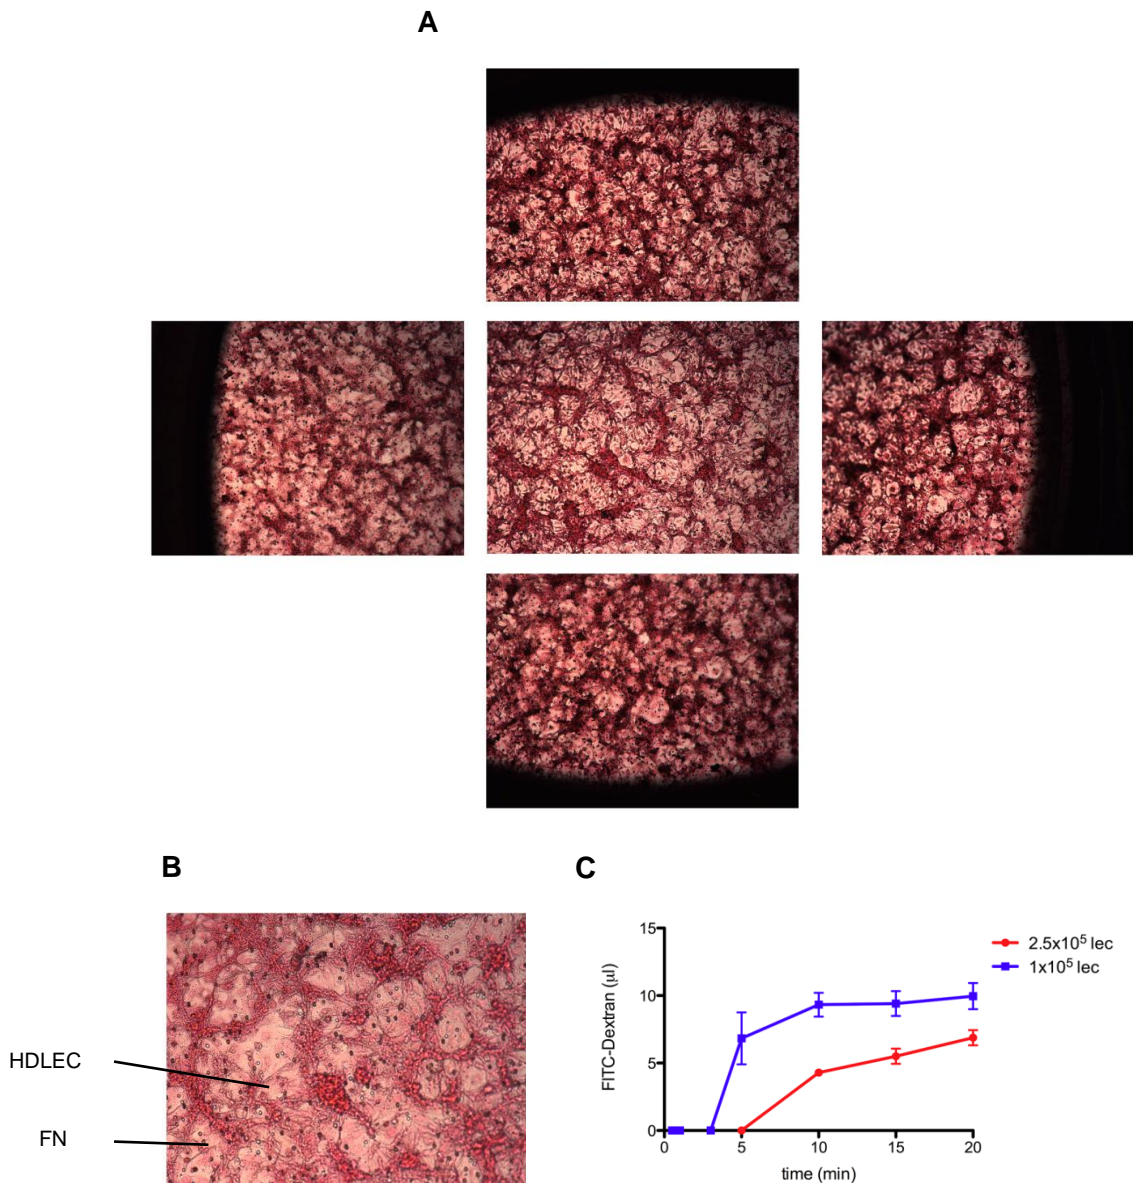 A
B
C
HDLEC
FN
15
10
5
0
0
5
10
15
20
FITC-Dextran (µl)
time (min)
2.5x10⁵ lec
1x10⁵ lec